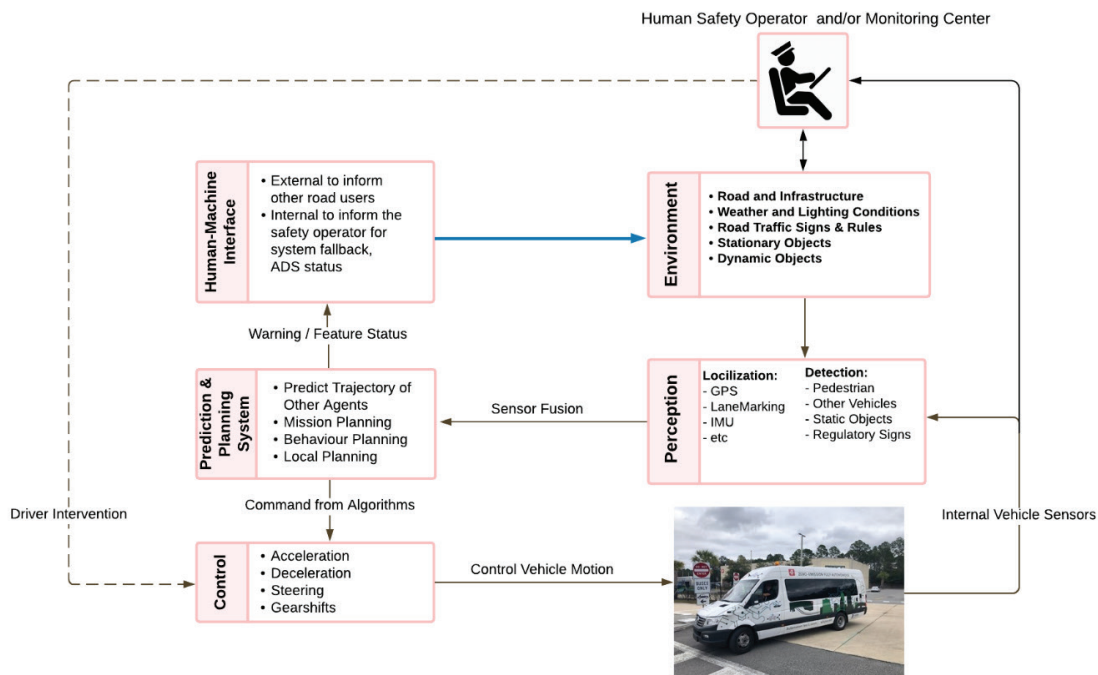 Human Safety Operator and/or Monitoring Center
Human-Machine
Interface
• External to inform
other road users
• Internal to inform the
safety operator for
system fallback,
ADS status
Environment
• Road and Infrastructure
• Weather and Lighting Conditions
• Road Traffic Signs & Rules
• Stationary Objects
• Dynamic Objects
Warning / Feature Status
Prediction &
Planning
System
• Predict Trajectory of
Other Agents
• Mission Planning
• Behaviour Planning
• Local Planning
Sensor Fusion
Perception
Locilization:
- GPS
- LaneMarking
- IMU
- etc
Detection:
- Pedestrian
- Other Vehicles
- Static Objects
- Regulatory Signs
Command from Algorithms
Driver Intervention
Internal Vehicle Sensors
Control
• Acceleration
• Deceleration
• Steering
• Gearshifts
Control Vehicle Motion
BUSES
ONLY